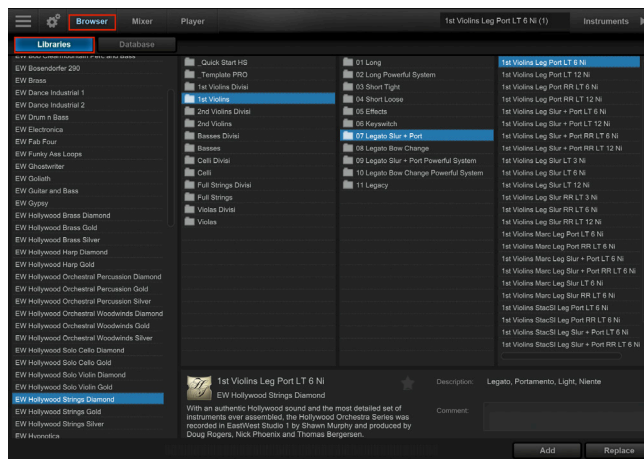 Browser
Mixer
Player
1st Violins Leg Port LT 6 Ni (1)
Instruments
Libraries
Database
EW Bosendorfer 290
EW Brass
EW Dance Industrial 1
EW Dance Industrial 2
EW Drum n Bass
EW Electronica
EW Fab Four
EW Funky Ass Loops
EW Ghostwriter
EW Goliath
EW Guitar and Bass
EW Gypsy
EW Hollywood Brass Diamond
EW Hollywood Brass Gold
EW Hollywood Brass Silver
EW Hollywood Harp Diamond
EW Hollywood Harp Gold
EW Hollywood Orchestral Percussion Diamond
EW Hollywood Orchestral Percussion Gold
EW Hollywood Orchestral Percussion Silver
EW Hollywood Orchestral Woodwinds Diamond
EW Hollywood Orchestral Woodwinds Gold
EW Hollywood Orchestral Woodwinds Silver
EW Hollywood Solo Cello Diamond
EW Hollywood Solo Cello Gold
EW Hollywood Solo Violin Diamond
EW Hollywood Solo Violin Gold
EW Hollywood Strings Diamond
EW Hollywood Strings Gold
EW Hollywood Strings Silver
EW Hypnotica
_Quick Start HS
_Template PRO
1st Violins Divisi
1st Violins
2nd Violins Divisi
2nd Violins
Basses Divisi
Basses
Celli Divisi
Celli
Full Strings Divisi
Full Strings
Violas Divisi
Violas
01 Long
02 Long Powerful System
03 Short Tight
04 Short Loose
05 Effects
06 Keyswitch
07 Legato Slur + Port
08 Legato Bow Change
09 Legato Slur + Port Powerful System
10 Legato Bow Change Powerful System
11 Legacy
1st Violins Leg Port LT 6 Ni
1st Violins Leg Port LT 12 Ni
1st Violins Leg Port RR LT 6 Ni
1st Violins Leg Port RR LT 12 Ni
1st Violins Leg Slur + Port LT 6 Ni
1st Violins Leg Slur + Port LT 12 Ni
1st Violins Leg Slur + Port RR LT 6 Ni
1st Violins Leg Slur + Port RR LT 12 Ni
1st Violins Leg Slur LT 3 Ni
1st Violins Leg Slur LT 6 Ni
1st Violins Leg Slur LT 12 Ni
1st Violins Leg Slur RR LT 3 Ni
1st Violins Leg Slur RR LT 6 Ni
1st Violins Leg Slur RR LT 12 Ni
1st Violins Marc Leg Port LT 6 Ni
1st Violins Marc Leg Port RR LT 6 Ni
1st Violins Marc Leg Slur + Port LT 6 Ni
1st Violins Marc Leg Slur + Port RR LT 6 Ni
1st Violins Marc Leg Slur LT 6 Ni
1st Violins Marc Leg Slur RR LT 6 Ni
1st Violins StacSl Leg Port LT 6 Ni
1st Violins StacSl Leg Port RR LT 6 Ni
1st Violins StacSl Leg Slur + Port LT 6 Ni
1st Violins StacSl Leg Slur + Port RR LT 6 Ni
1st Violins Leg Port LT 6 Ni
EW Hollywood Strings Diamond
With an authentic Hollywood sound and the most detailed set of
instruments ever assembled, the Hollywood Orchestra Series was
recorded in EastWest Studio 1 by Shawn Murphy and produced by
Doug Rogers, Nick Phoenix and Thomas Bergersen.
Description:
Legato, Portamento, Light, Niente
Comment:
Add
Replace